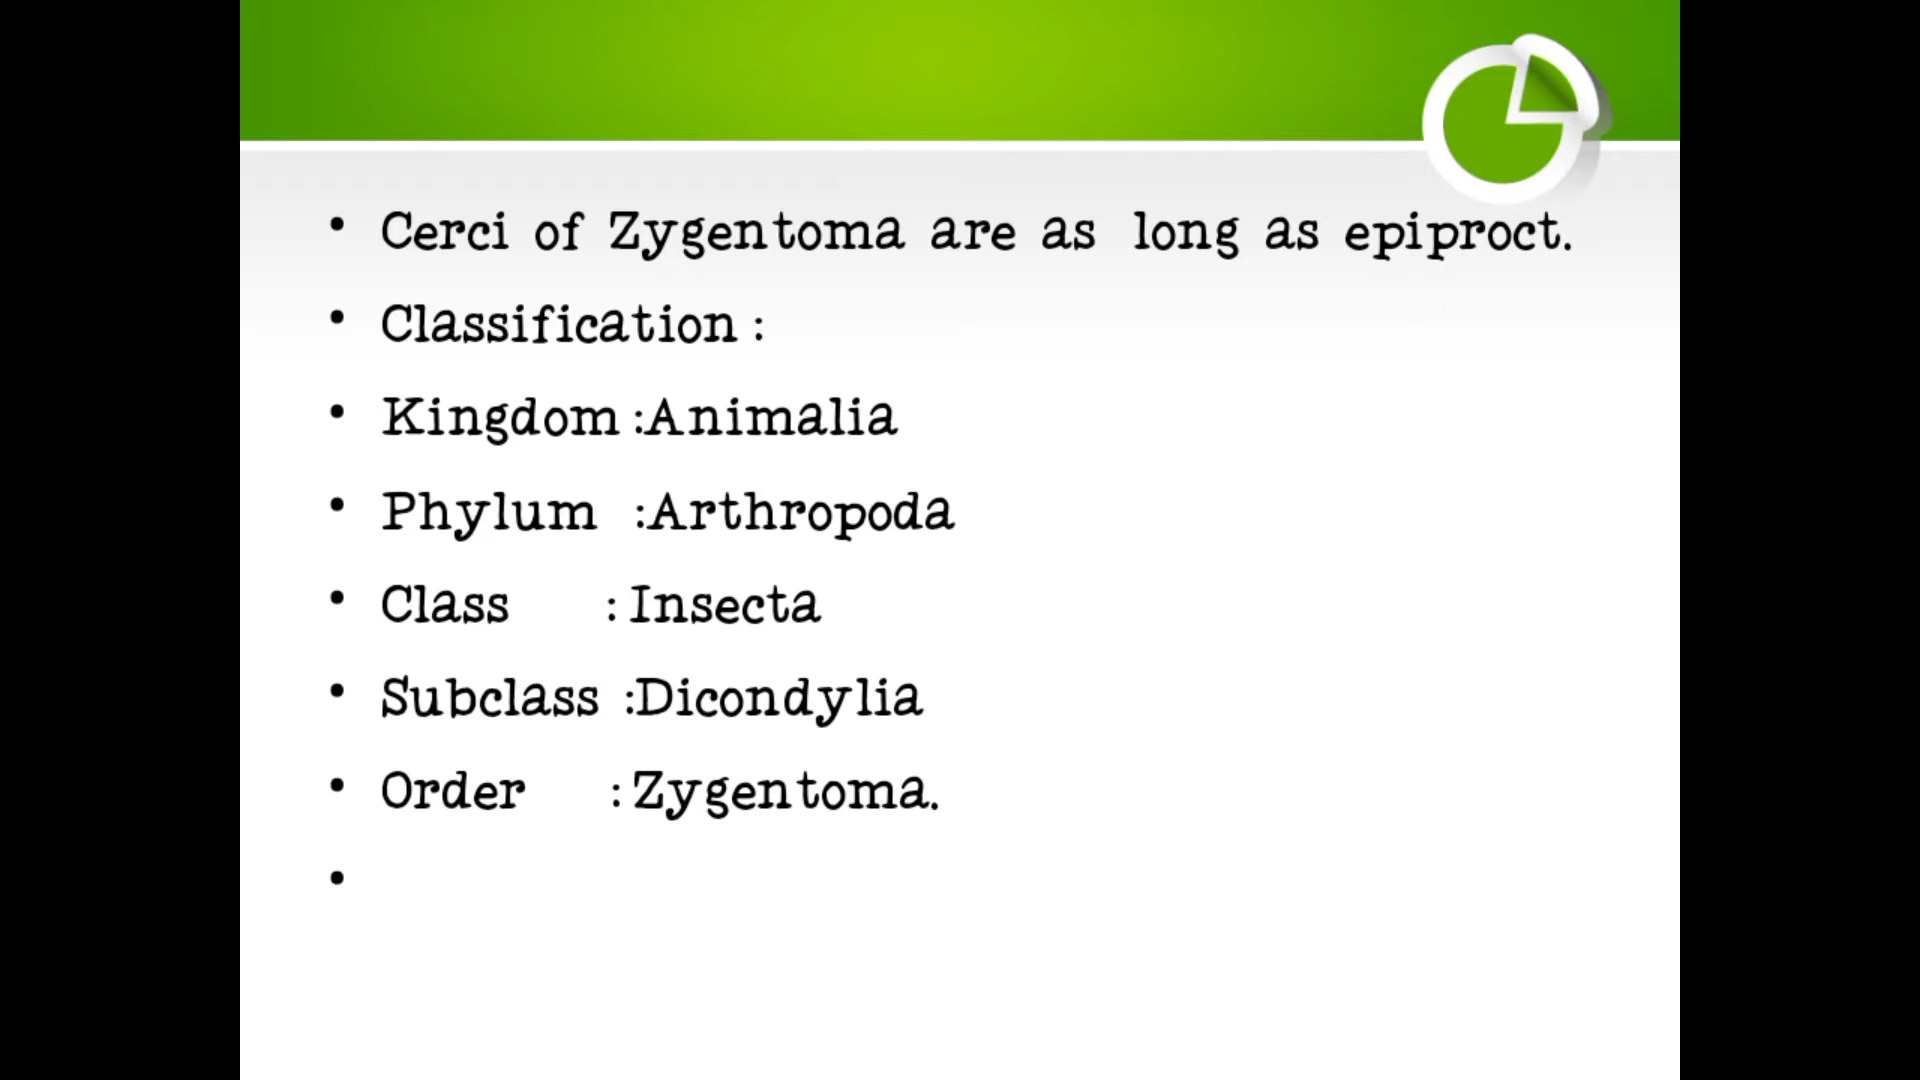 • Cerci of Zygentoma are as long as epiproct.
• Classification :
• Kingdom :Animalia
• Phylum :Arthropoda
• Class : Insecta
• Subclass :Dicondylia
• Order : Zygentoma.
•